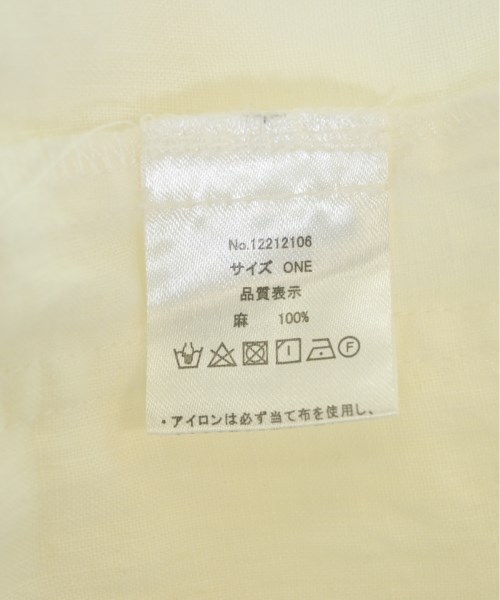 No.12212106
サイズ ONE
品質表示
麻 100%
F
・アイロンは必ず当て布を使用し、